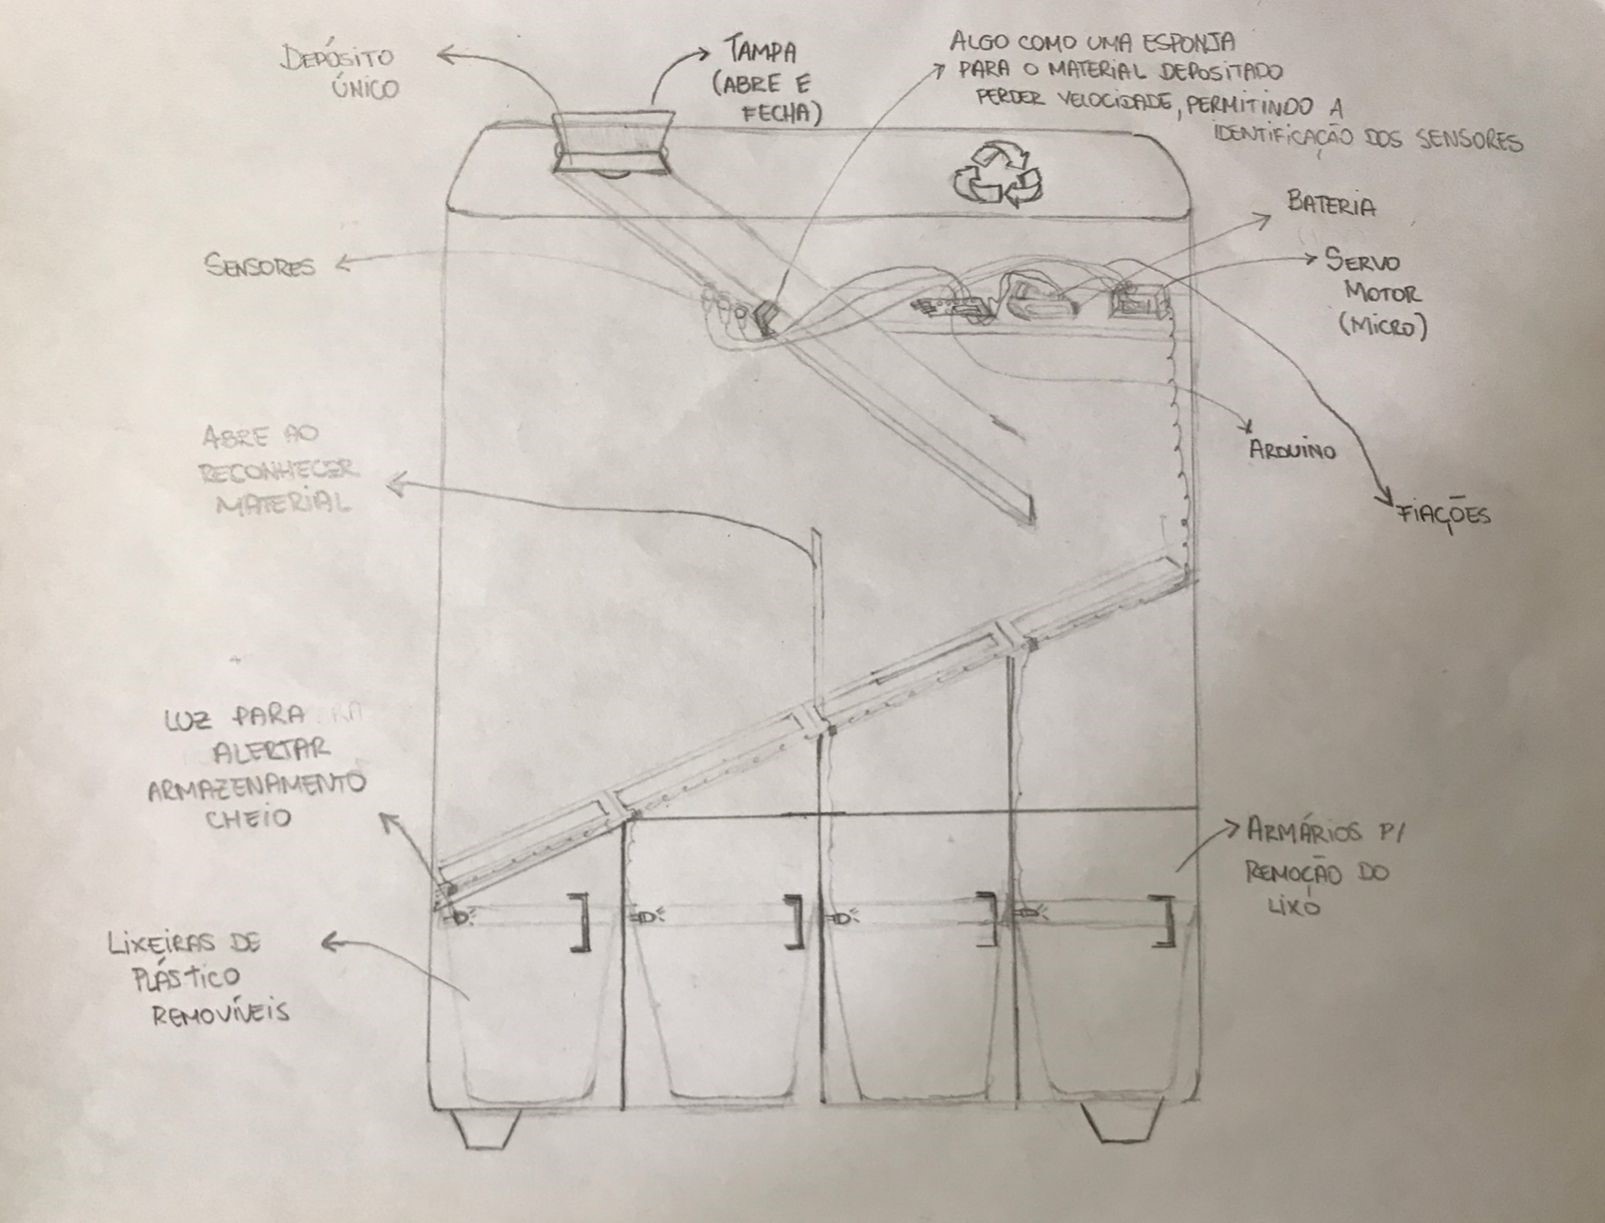 DEPÓSITO
ÚNICO
TAMPA
(ABRE E
FECHA)
ALGO COMO UMA ESPONJA
PARA O MATERIAL DEPOSITADO
PERDER VELOCIDADE, PERMITINDO A
IDENTIFICAÇÃO DOS SENSORES
BATERIA
SENSORES
SERVO
MOTOR
(MICRO)
ABRE AO
RECONHECER
MATERIAL
ARDUINO
FIAÇÕES
LUZ PARA
ALERTAR
ARMAZENAMENTO
CHEIO
ARMÁRIOS P/
REMOÇÃO DO
LIXO
LIXEIRAS DE
PLÁSTICO
REMOVÍVEIS